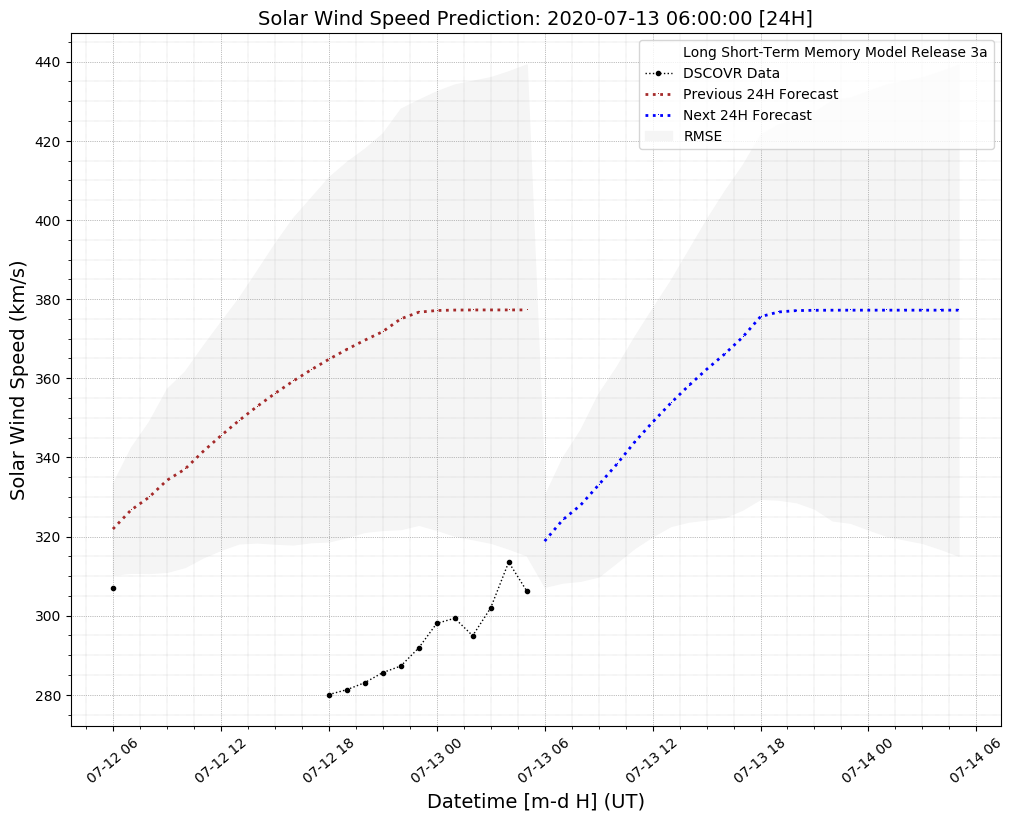 Solar Wind Speed Prediction: 2020-07-13 06:00:00 [24H]
Long Short-Term Memory Model Release 3a
DSCOVR Data
Previous 24H Forecast
Next 24H Forecast
RMSE
Solar Wind Speed (km/s)
440
420
400
380
360
340
320
300
280
07-12 06
07-12 12
07-12 18
07-13 00
07-13 06
07-13 12
07-13 18
07-14 00
07-14 06
Datetime [m-d H] (UT)